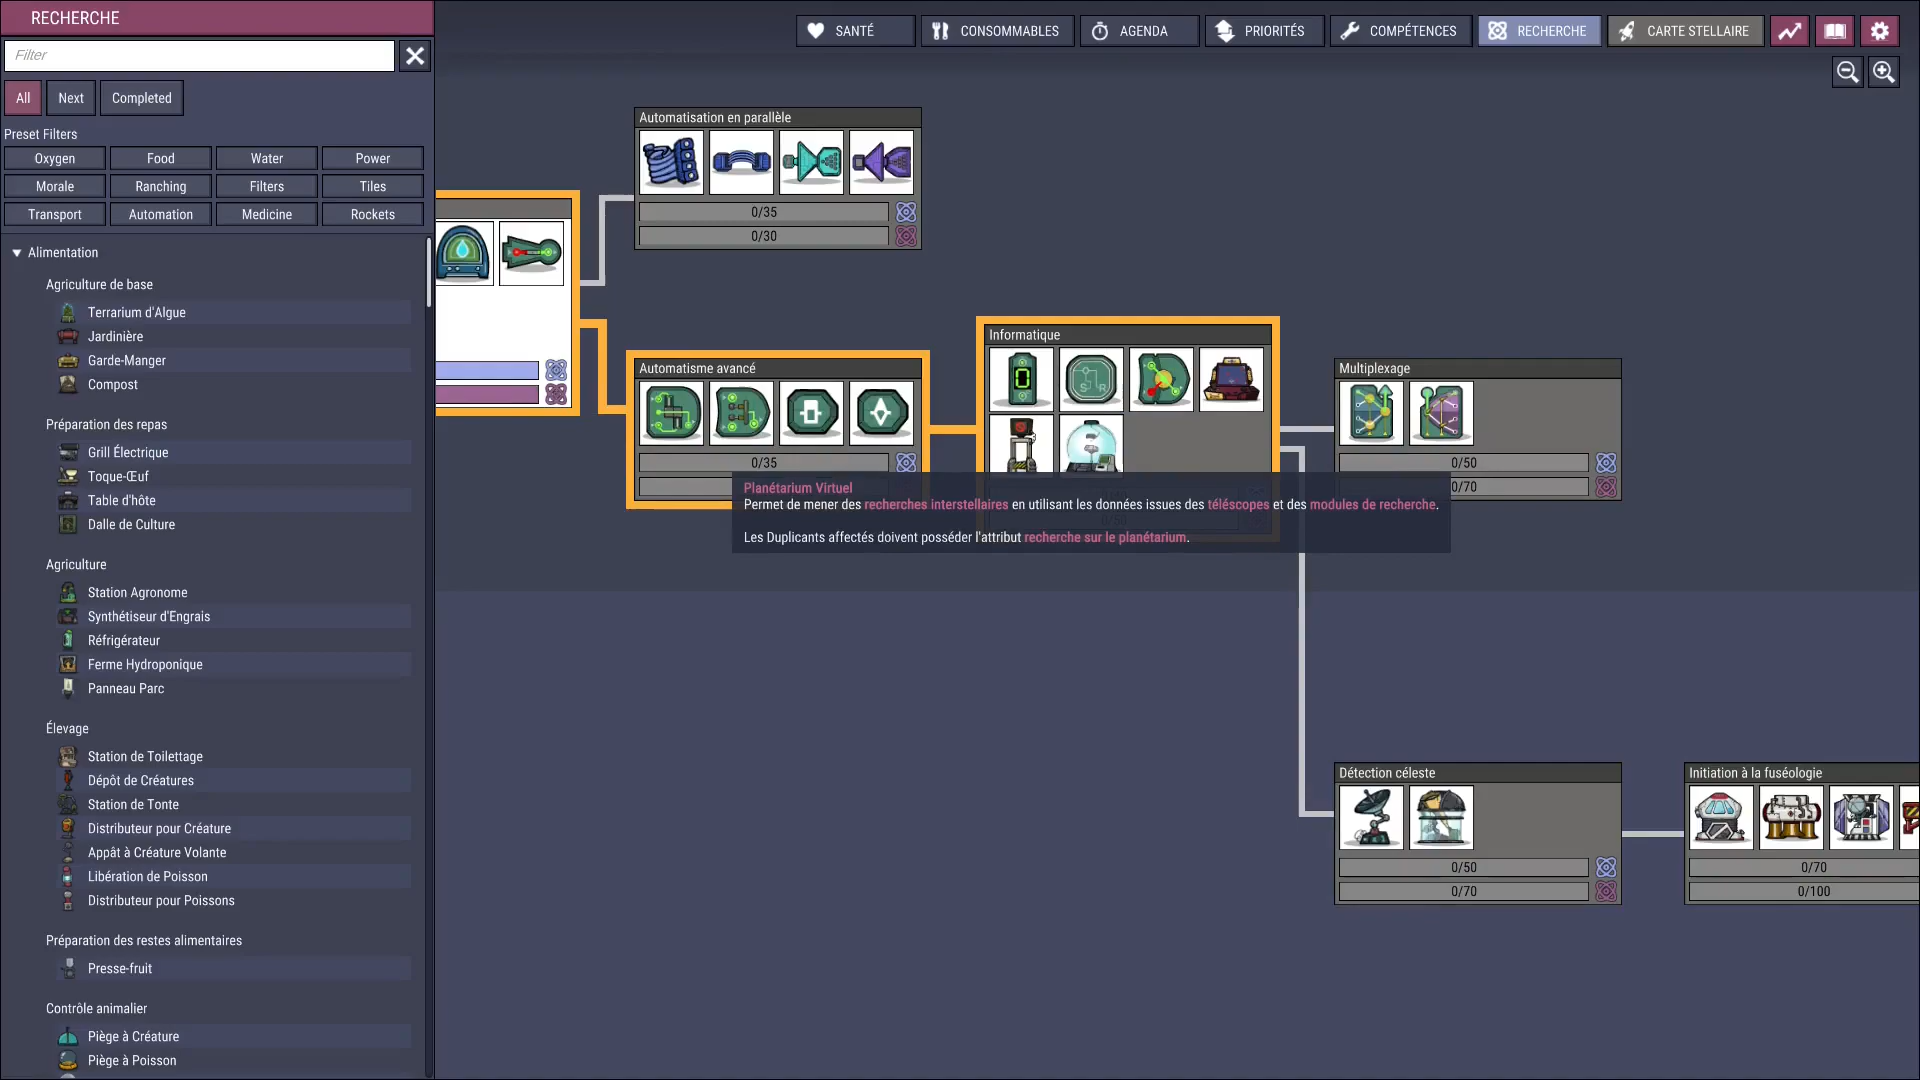 RECHERCHE
Filter
All
Next
Completed
Preset Filters
Oxygen
Food
Water
Power
Morale
Ranching
Filters
Tiles
Transport
Automation
Medicine
Rockets
Alimentation
Agriculture de base
Terrarium d'Algue
Jardinière
Garde-Manger
Compost
Préparation des repas
Grill Électrique
Toque-Œuf
Table d'hôte
Dalle de Culture
Agriculture
Station Agronome
Synthétiseur d'Engrais
Réfrigérateur
Ferme Hydroponique
Panneau Parc
Élevage
Station de Toilettage
Dépôt de Créatures
Station de Tonte
Distributeur pour Créature
Appât à Créature Volante
Libération de Poisson
Distributeur pour Poissons
Préparation des restes alimentaires
Presse-fruit
Contrôle animalier
Piège à Créature
Piège à Poisson
SANTÉ
CONSOMMABLES
AGENDA
PRIORITÉS
COMPÉTENCES
RECHERCHE
CARTE STELLAIRE
Automatisation en parallèle
0/35
0/30
Automatisme avancé
0/35
Informatique
Multiplexage
0/50
0/70
Planétarium Virtuel
Permet de mener des recherches interstellaires en utilisant les données issues des téléscopes et des modules de recherche.
Les Duplicants affectés doivent posséder l'attribut recherche sur le planétarium.
Détection céleste
0/50
0/70
Initiation à la fuséologie
0/70
0/100